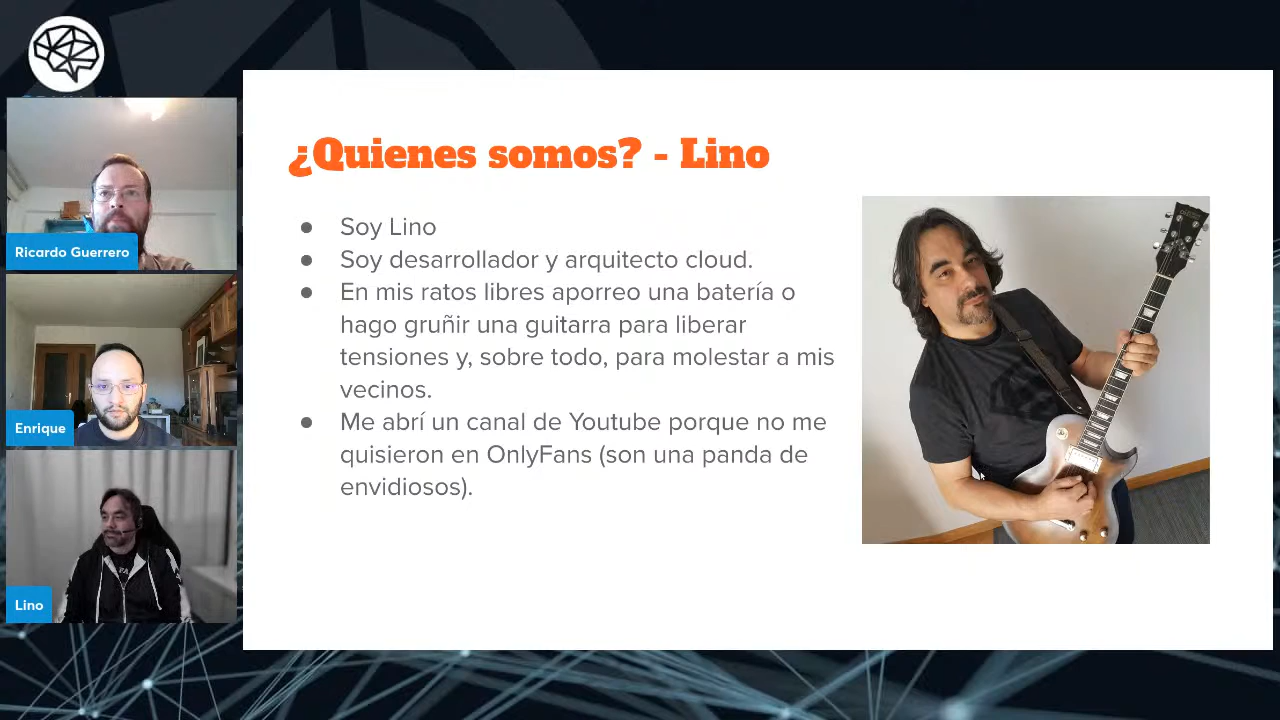 ¿Quienes somos? - Lino
Soy Lino
Soy desarrollador y arquitecto cloud.
En mis ratos libres aporreo una batería o
hago gruñir una guitarra para liberar
tensiones y, sobre todo, para molestar a mis
vecinos.
Me abrí un canal de Youtube porque no me
quisieron en OnlyFans (son una panda de
envidiosos).
Ricardo Guerrero
Enrique
Lino